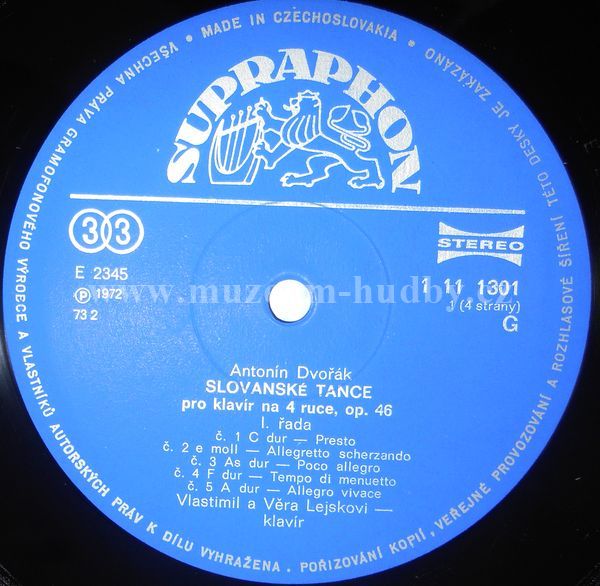 MADE IN CZECHOSLOVAKIA • VŠECHNA PRÁVA GRAMOFONOVÉHO VÝROBCE A VLASTNÍKŮ AUTORSKÝCH PRÁV K DÍLU VYHRAŽENA. POŘIZOVÁNÍ KOPIÍ, VEŘEJNÉ PROVOZOVÁNÍ A ROZHLASOVÉ ŠÍŘENÍ TÉTO DESKY JE ZAKÁZÁNO •
SUPRAPHON
33
STEREO
E 2345
℗ 1972
73 2
1 11 1301
1 (4 strany)
G
www.muzeum-hudby.cz
Antonín Dvořák
SLOVANSKÉ TANCE
pro klavír na 4 ruce, op. 46
I. řada
č. 1 C dur — Presto
č. 2 e moll — Allegretto scherzando
č. 3 As dur — Poco allegro
č. 4 F dur — Tempo di menuetto
č. 5 A dur — Allegro vivace
Vlastimil a Věra Lejskovi —
klavír